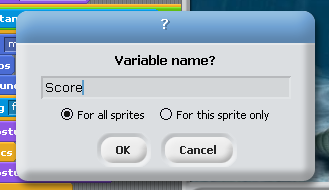 ?
Variable name?
Score
For all sprites For this sprite only
OK Cancel